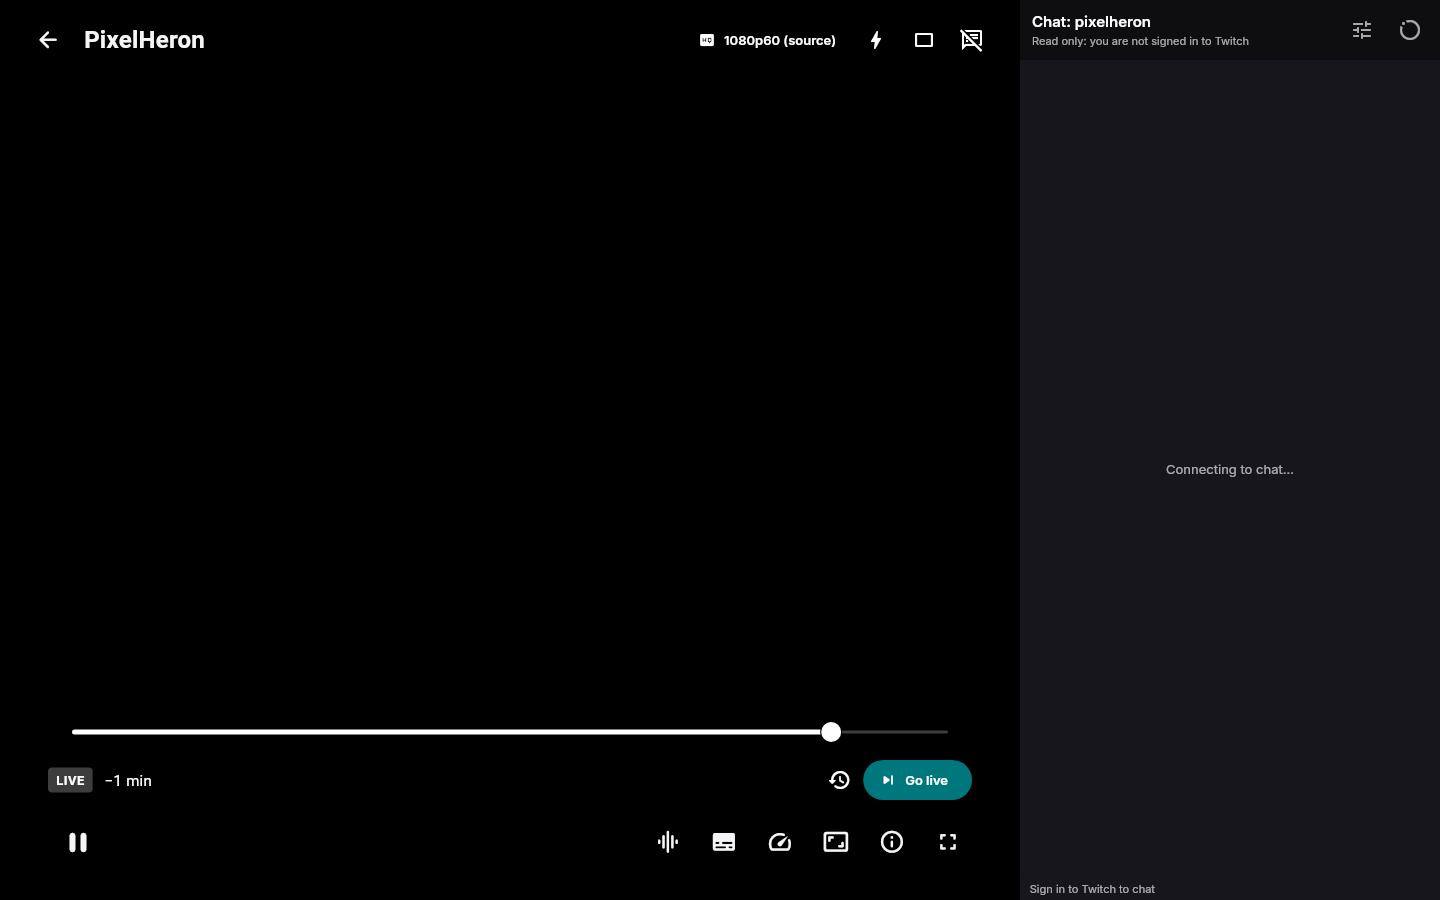 PixelHeron
1080p60 (source)
Chat: pixelheron
Read only: you are not signed in to Twitch
Connecting to chat...
LIVE
−1 min
Go live
Sign in to Twitch to chat